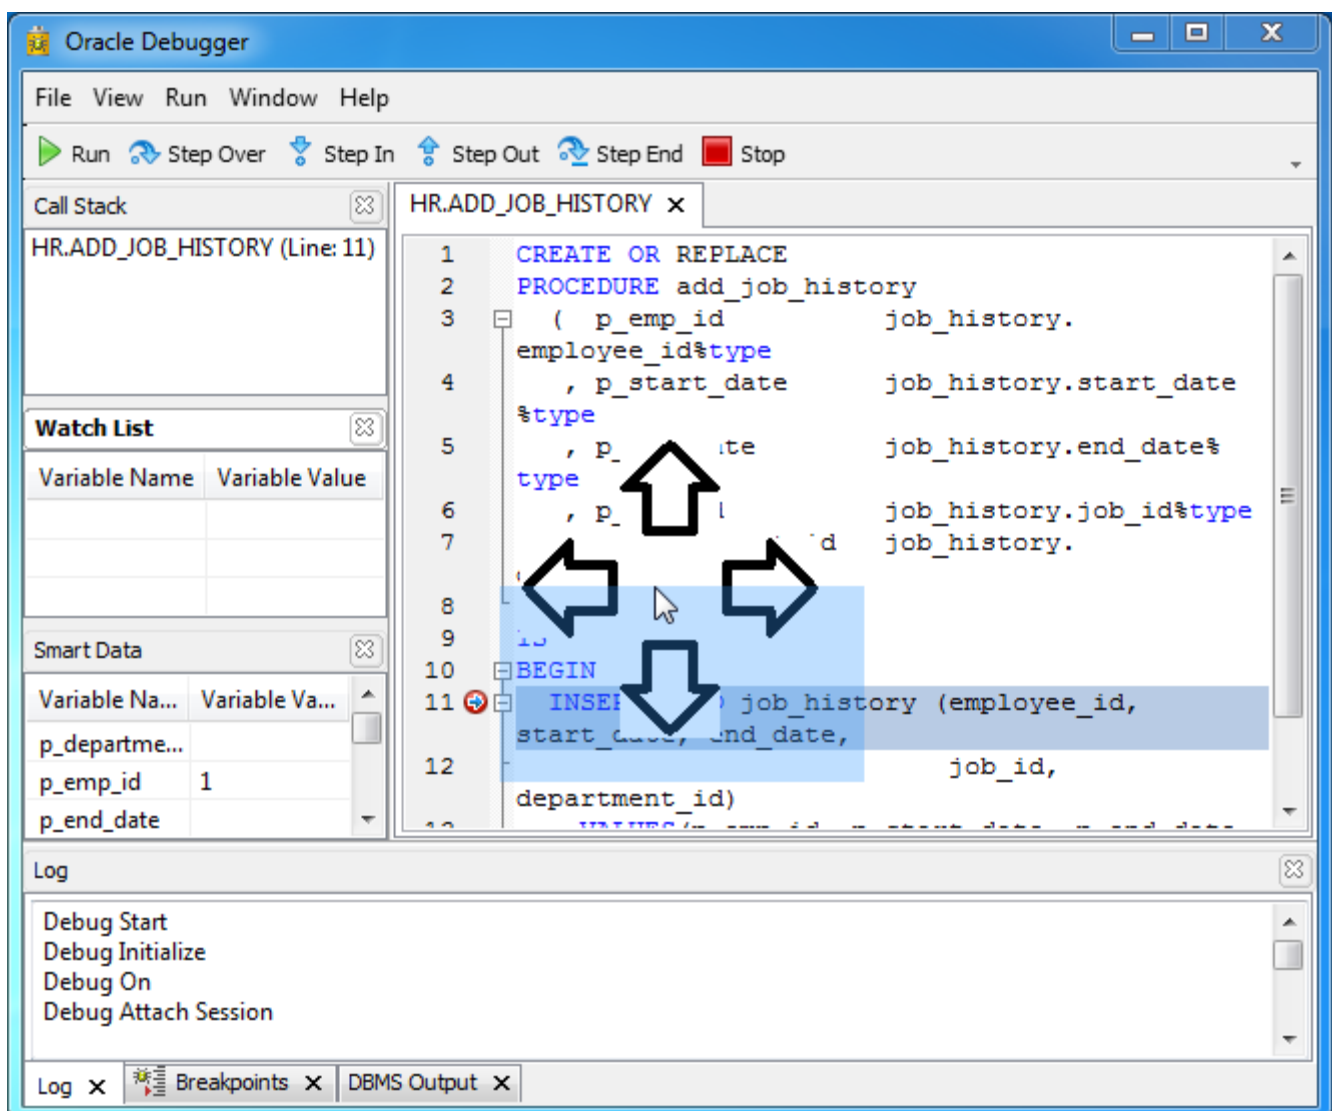 Oracle Debugger
File View Run Window Help
Run Step Over Step In Step Out Step End Stop
Call Stack
HR.ADD_JOB_HISTORY (Line: 11)
Watch List
Variable Name Variable Value
Smart Data
Variable Na... Variable Va...
p_departme...
p_emp_id 1
p_end_date
HR.ADD_JOB_HISTORY
1 CREATE OR REPLACE
2 PROCEDURE add_job_history
3 ( p_emp_id job_history.
employee_id%type
4 , p_start_date job_history.start_date
%type
5 , job_history.end_date%
type
6 , job_history.job_id%type
7 job_history.
8
9
10 BEGIN
11 job_history (employee_id,
start_date, end_date,
12 job_id,
department_id)
Log
Debug Start
Debug Initialize
Debug On
Debug Attach Session
Log Breakpoints DBMS Output